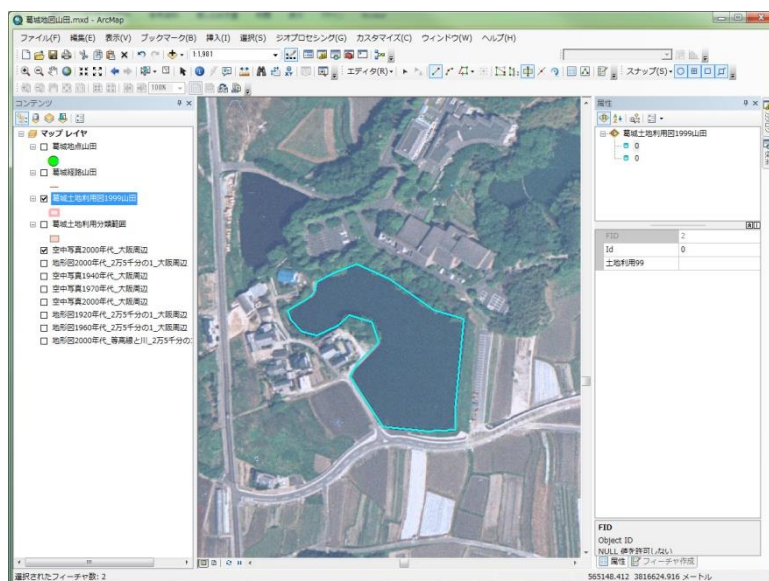 葛城地図山田.mxd - ArcMap
ファイル(F) 編集(E) 表示(V) ブックマーク(B) 挿入(I) 選択(S) ジオプロセシング(G) カスタマイズ(C) ウィンドウ(W) ヘルプ(H)
1:1,981
エディタ(R)▾ スナップ(S)▾
100%
コンテンツ
属性
マップ レイヤ
葛城地点山田
葛城経路山田
葛城土地利用図1999山田
葛城土地利用分類範囲
空中写真2000年代_大阪周辺
地形図2000年代_2万5千分の1_大阪周辺
空中写真1940年代_大阪周辺
空中写真1970年代_大阪周辺
空中写真2000年代_大阪周辺
地形図1920年代_2万5千分の1_大阪周辺
地形図1960年代_2万5千分の1_大阪周辺
地形図2000年代_等高線と川_2万5千分の
葛城土地利用図1999山田
0
0
FID 2
Id 0
土地利用99
FID
Object ID
NULL 値を許可しない
属性 フィーチャ作成
選択されたフィーチャ数: 2
565148.412 3816624.916 メートル